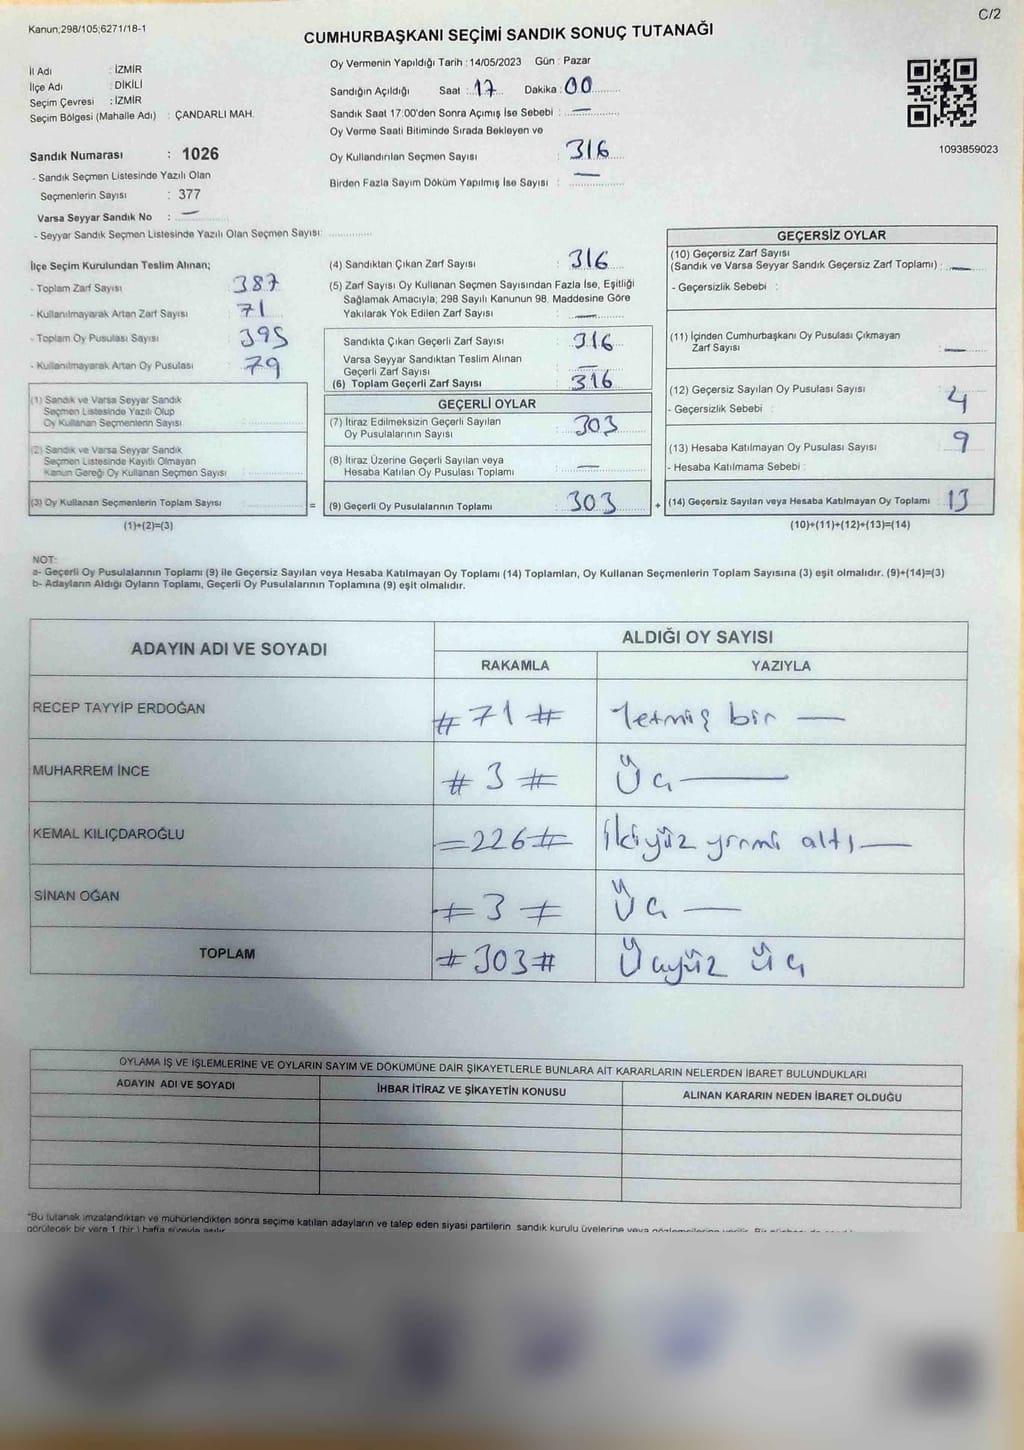 Kanun;298/105;6271/18-1
C/2
CUMHURBAŞKANI SEÇİMİ SANDIK SONUÇ TUTANAĞI
İl Adı : İZMİR
İlçe Adı : DİKİLİ
Seçim Çevresi : İZMİR
Seçim Bölgesi (Mahalle Adı) : ÇANDARLI MAH.
Sandık Numarası : 1026
- Sandık Seçmen Listesinde Yazılı Olan
Seçmenlerin Sayısı : 377
Varsa Seyyar Sandık No : —
- Seyyar Sandık Seçmen Listesinde Yazılı Olan Seçmen Sayısı:
Oy Vermenin Yapıldığı Tarih : 14/05/2023 Gün : Pazar
Sandığın Açıldığı Saat : 17 Dakika : 00
Sandık Saat 17:00'den Sonra Açımış İse Sebebi : —
Oy Verme Saati Bitiminde Sırada Bekleyen ve
Oy Kullandırılan Seçmen Sayısı : 316
Birden Fazla Sayım Döküm Yapılmış İse Sayısı : —
1093859023
İlçe Seçim Kurulundan Teslim Alınan;
- Toplam Zarf Sayısı 387
- Kullanılmayarak Artan Zarf Sayısı 71
- Toplam Oy Pusulası Sayısı 395
- Kullanılmayarak Artan Oy Pusulası 79
(1) Sandık ve Varsa Seyyar Sandık
Seçmen Listesinde Yazılı Olup
Oy Kullanan Seçmenlerin Sayısı
(2) Sandık ve Varsa Seyyar Sandık
Seçmen Listesinde Kayıtlı Olmayan
Kanun Gereği Oy Kullanan Seçmen Sayısı
(3) Oy Kullanan Seçmenlerin Toplam Sayısı =
(1)+(2)=(3)
(4) Sandıktan Çıkan Zarf Sayısı : 316
(5) Zarf Sayısı Oy Kullanan Seçmen Sayısından Fazla İse, Eşitliği
Sağlamak Amacıyla; 298 Sayılı Kanunun 98. Maddesine Göre
Yakılarak Yok Edilen Zarf Sayısı : —
Sandıkta Çıkan Geçerli Zarf Sayısı 316
Varsa Seyyar Sandıktan Teslim Alınan
Geçerli Zarf Sayısı —
(6) Toplam Geçerli Zarf Sayısı 316
GEÇERLİ OYLAR
(7) İtiraz Edilmeksizin Geçerli Sayılan
Oy Pusulalarının Sayısı 303
(8) İtiraz Üzerine Geçerli Sayılan veya
Hesaba Katılan Oy Pusulası Toplamı —
(9) Geçerli Oy Pusulalarının Toplamı 303 +
GEÇERSİZ OYLAR
(10) Geçersiz Zarf Sayısı
(Sandık ve Varsa Seyyar Sandık Geçersiz Zarf Toplamı) : —
- Geçersizlik Sebebi :
(11) İçinden Cumhurbaşkanı Oy Pusulası Çıkmayan
Zarf Sayısı —
(12) Geçersiz Sayılan Oy Pusulası Sayısı 4
- Geçersizlik Sebebi :
(13) Hesaba Katılmayan Oy Pusulası Sayısı 9
- Hesaba Katılmama Sebebi :
(14) Geçersiz Sayılan veya Hesaba Katılmayan Oy Toplamı 13
(10)+(11)+(12)+(13)=(14)
NOT:
a- Geçerli Oy Pusulalarının Toplamı (9) ile Geçersiz Sayılan veya Hesaba Katılmayan Oy Toplamı (14) Toplamları, Oy Kullanan Seçmenlerin Toplam Sayısına (3) eşit olmalıdır. (9)+(14)=(3)
b- Adayların Aldığı Oyların Toplamı, Geçerli Oy Pusulalarının Toplamına (9) eşit olmalıdır.
ADAYIN ADI VE SOYADI ALDIĞI OY SAYISI
RAKAMLA YAZIYLA
RECEP TAYYİP ERDOĞAN # 71 # Yetmiş bir —
MUHARREM İNCE # 3 # Üç —
KEMAL KILIÇDAROĞLU =226# İkiyüz yirmi altı —
SİNAN OĞAN # 3 # Üç —
TOPLAM #303# Üçyüz üç
OYLAMA İŞ VE İŞLEMLERİNE VE OYLARIN SAYIM VE DÖKÜMÜNE DAİR ŞİKAYETLERLE BUNLARA AİT KARARLARIN NELERDEN İBARET BULUNDUKLARI
ADAYIN ADI VE SOYADI İHBAR İTİRAZ VE ŞİKAYETİN KONUSU ALINAN KARARIN NEDEN İBARET OLDUĞU
*Bu tutanak imzalandıktan ve mühürlendikten sonra seçime katılan adayların ve talep eden siyasi partilerin sandık kurulu üyelerine veya
görülecek bir yere 1 (bir ) hafta süreyle asılır.